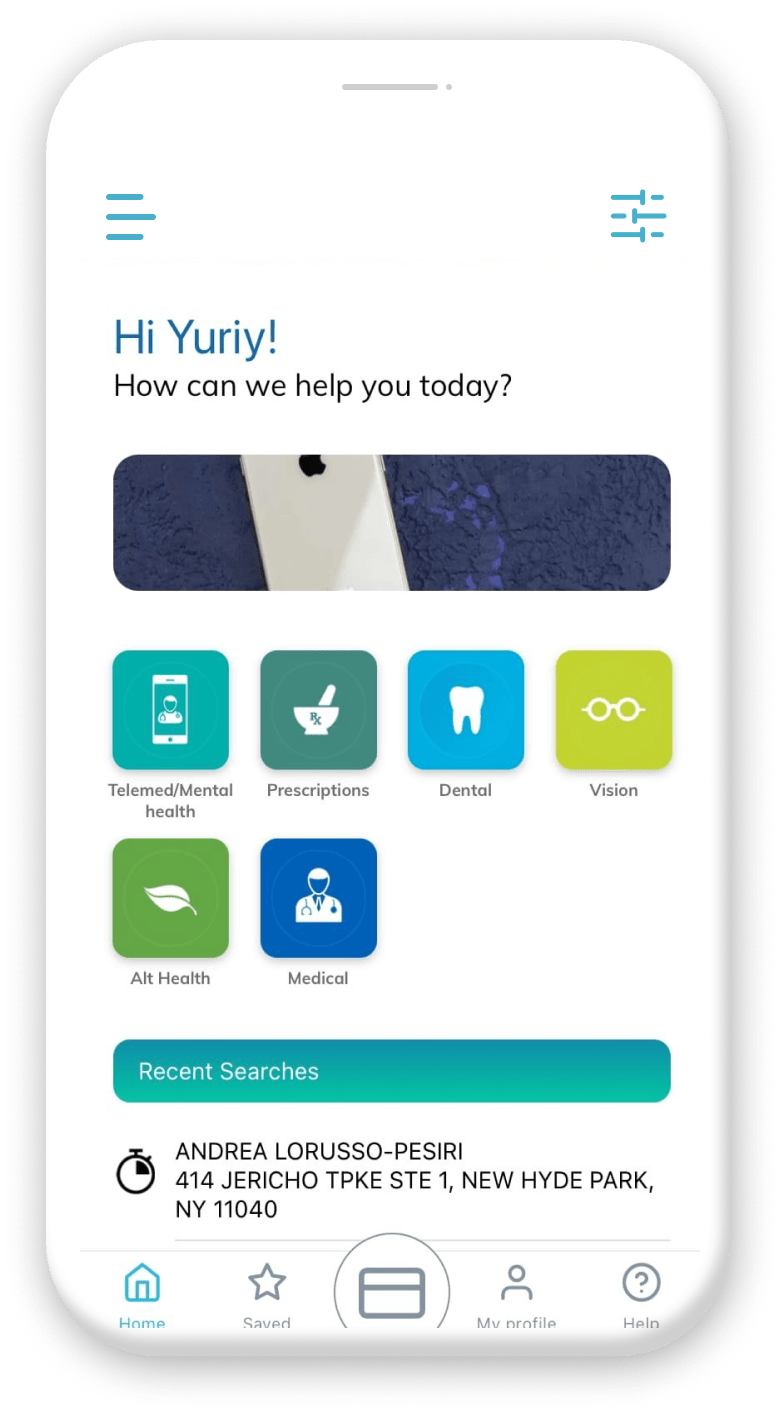 Hi Yuriy!
How can we help you today?
Telemed/Mental
health
Prescriptions
Dental
Vision
Alt Health
Medical
Recent Searches
ANDREA LORUSSO-PESIRI
414 JERICHO TPKE STE 1, NEW HYDE PARK,
NY 11040
Home
Saved
My profile
Help